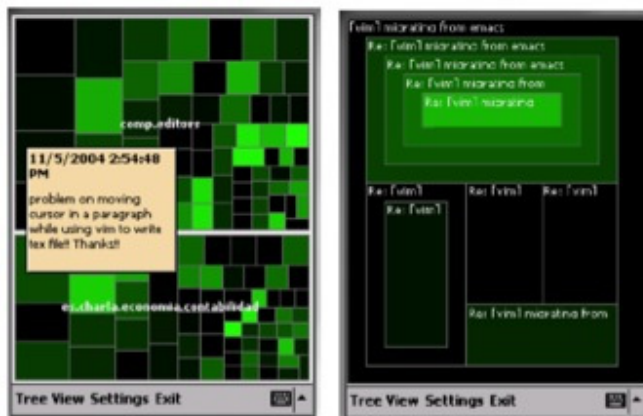 comp.editors
11/5/2004 2:54:48
PM
problem on moving
cursor in a paragraph
while using vim to write
tex file!! Thanks!!
es.charla.economia.contabilidad
Tree View Settings Exit
[vim] migrating from emacs
Re: [vim] migrating from emacs
Re: [vim] migrating from emacs
Re: [vim] migrating from
Re: [vim] migrating
Re: [vim]
Re: [vim]
Re: [vim]
Re: [vim]
Re: [vim] migrating from
Tree View Settings Exit